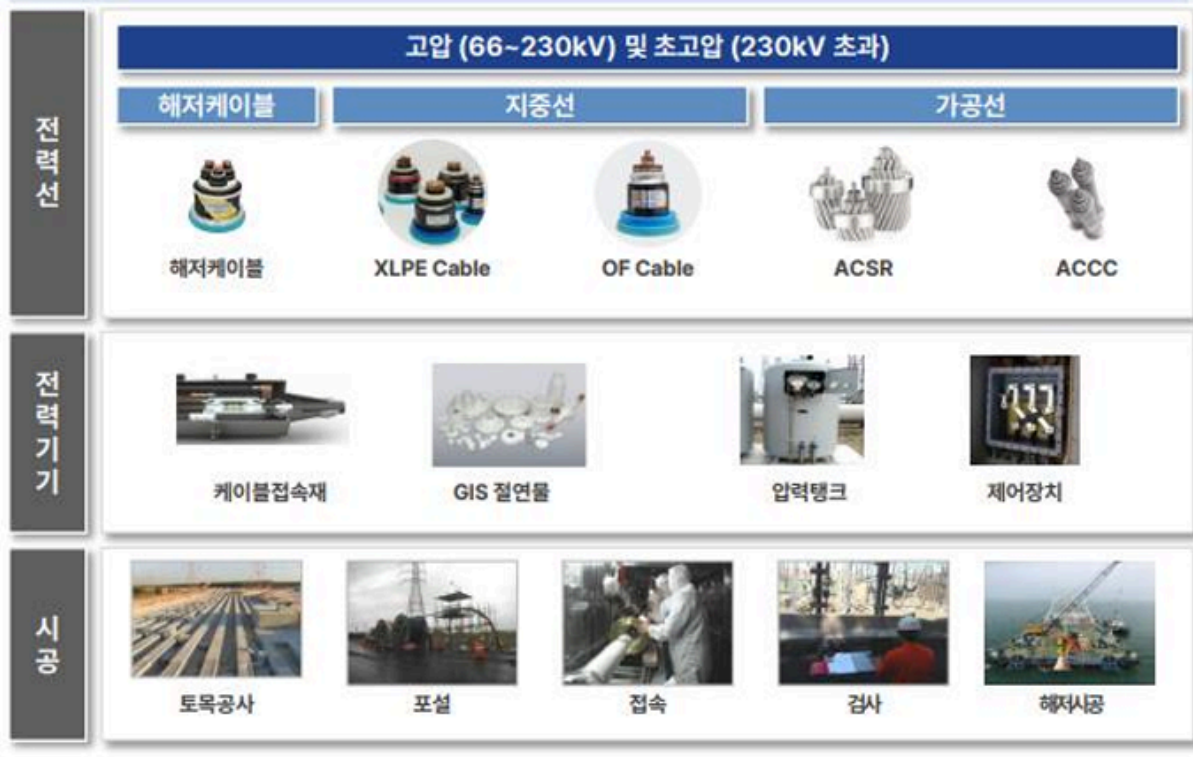 전력선
고압 (66~230kV) 및 초고압 (230kV 초과)
해저케이블 지중선 가공선
해저케이블 XLPE Cable OF Cable ACSR ACCC
전력기기
케이블접속재 GIS 절연물 압력탱크 제어장치
시공
토목공사 포설 접속 검사 해저시공